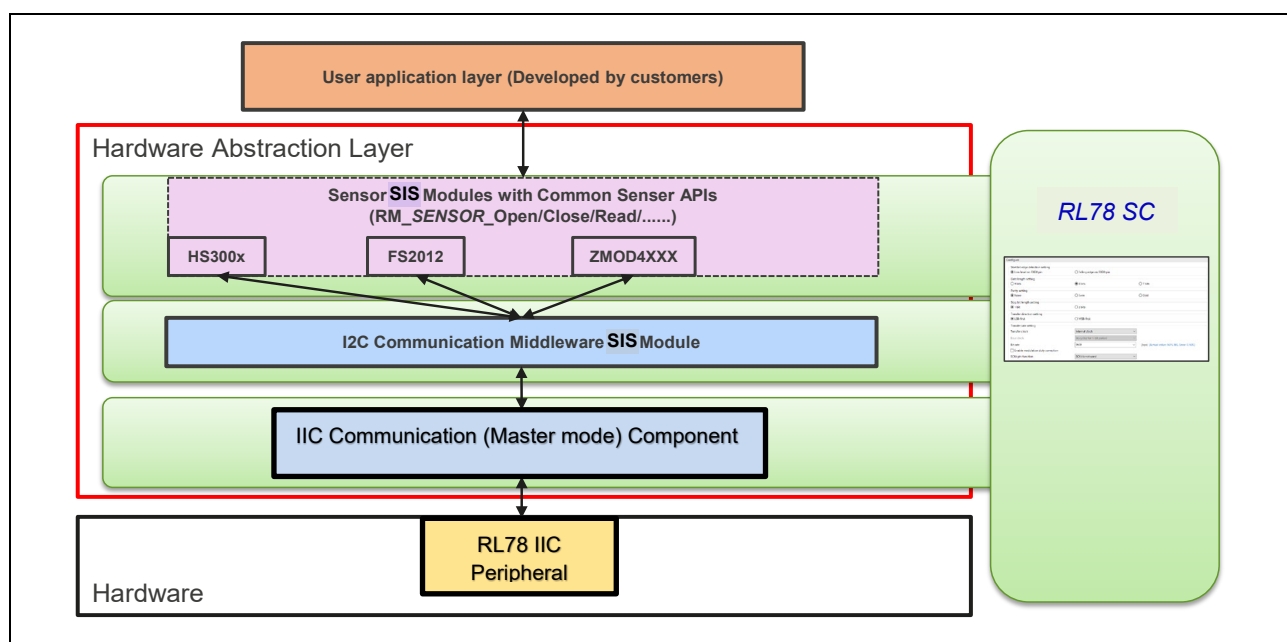 User application layer (Developed by customers)
Hardware Abstraction Layer
Sensor SIS Modules with Common Senser APIs
(RM_SENSOR_Open/Close/Read/......)
HS300x
FS2012
ZMOD4XXX
I2C Communication Middleware SIS Module
IIC Communication (Master mode) Component
RL78 IIC
Peripheral
Hardware
RL78 SC